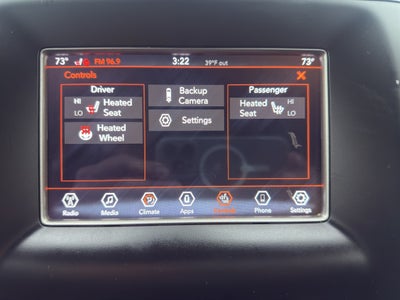 73° FM 96.9 3:22 39°F out 73°
Controls
Driver
Backup
Camera
Passenger
HI
LO
Heated
Seat
Heated
Wheel
Settings
Heated
Seat
HI
LO
Radio
Media
Climate
Apps
Controls
Phone
Settings